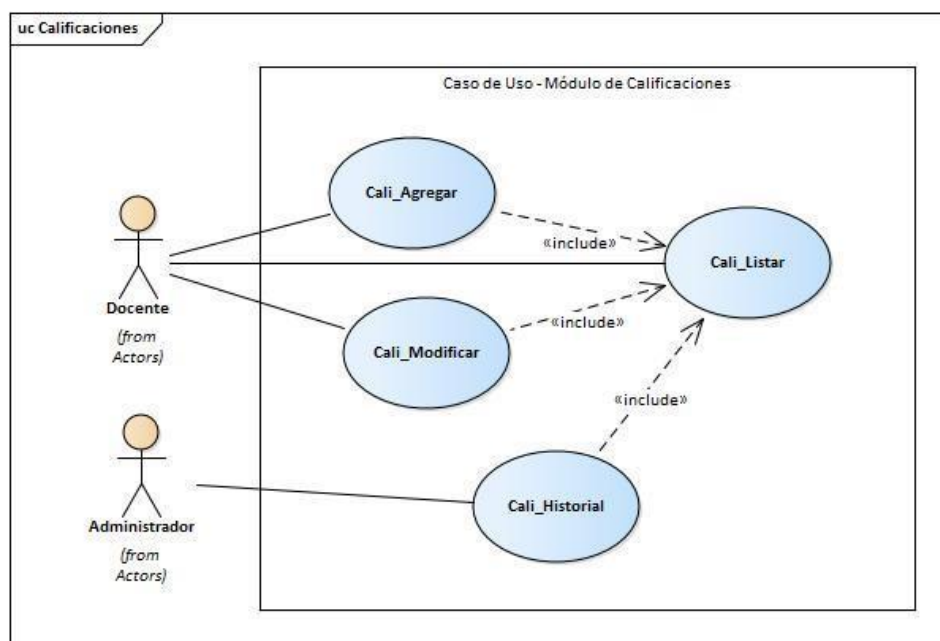 uc Calificaciones
Caso de Uso - Módulo de Calificaciones
Cali_Agregar
«include»
Cali_Listar
Docente
(from
Actors)
Cali_Modificar
«include»
«include»
Administrador
(from
Actors)
Cali_Historial